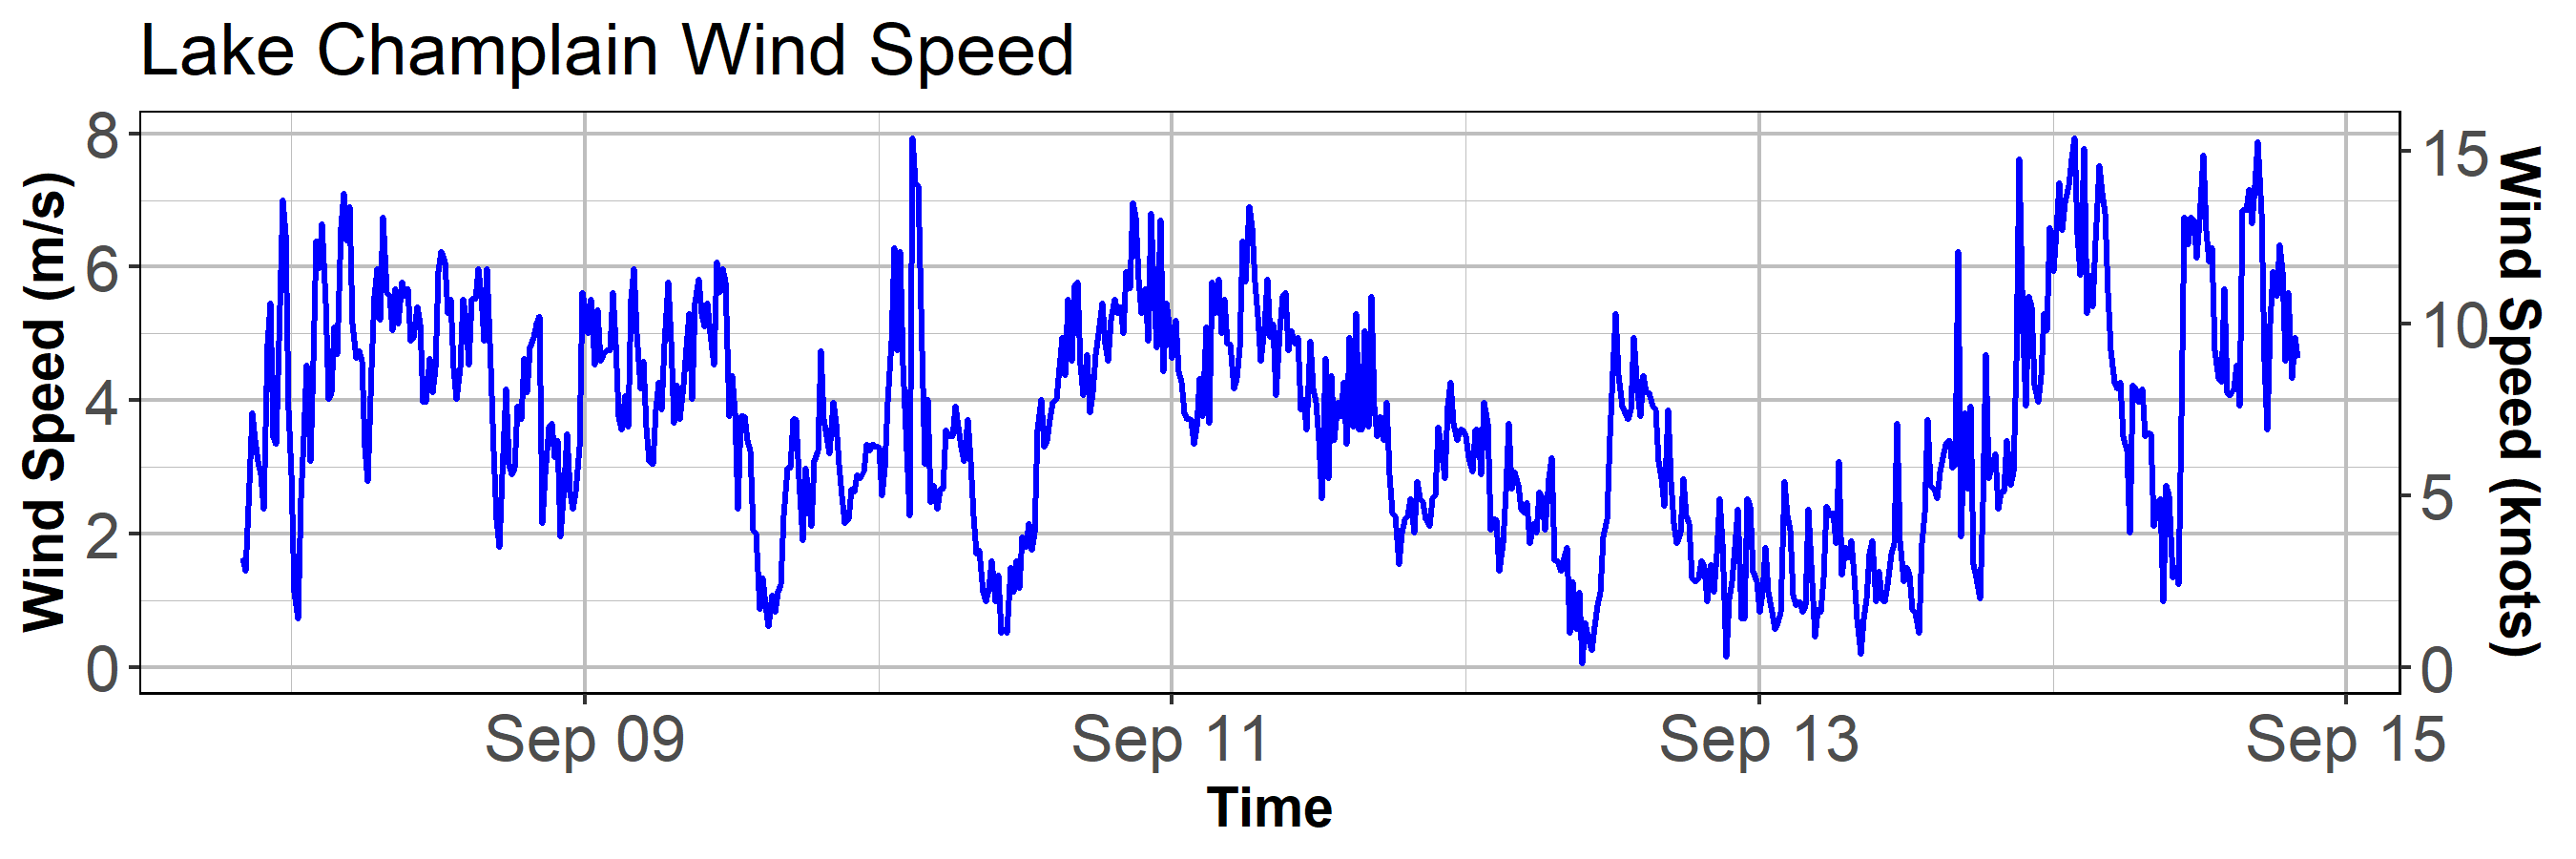 Lake Champlain Wind Speed
Wind Speed (m/s)
8
6
4
2
0
15
10
5
0
Wind Speed (knots)
Sep 09
Sep 11
Sep 13
Sep 15
Time